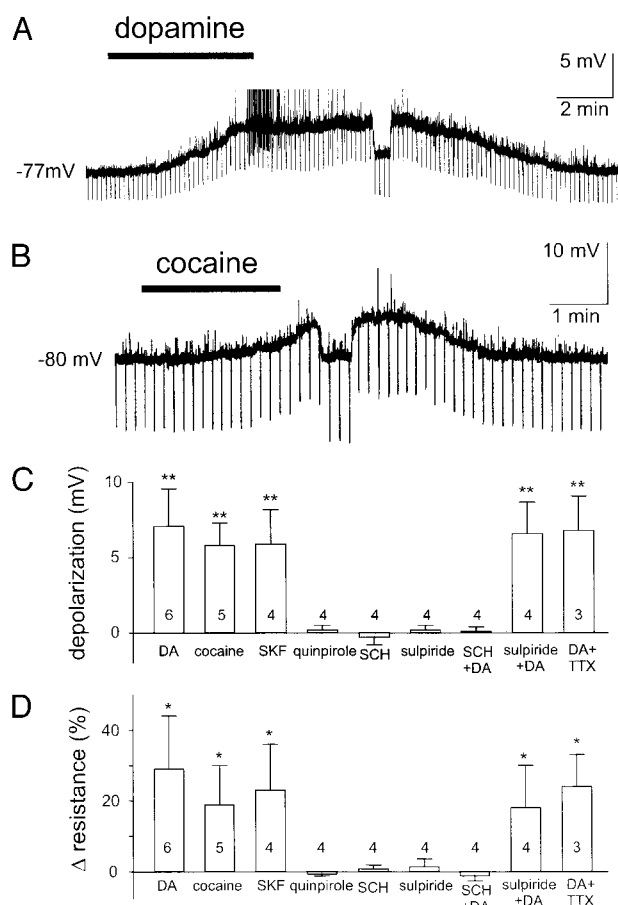 A
dopamine
5 mV
2 min
-77mV
B
cocaine
10 mV
1 min
-80 mV
C
depolarization (mV)
10
5
0
** ** ** ** **
6 5 4 4 4 4 4 4 3
DA cocaine SKF quinpirole SCH sulpiride SCH +DA sulpiride +DA DA+ TTX
D
Δ resistance (%)
40
20
0
* * * * *
6 5 4 4 4 4 4 4 3
DA cocaine SKF quinpirole SCH sulpiride SCH +DA sulpiride +DA DA+ TTX